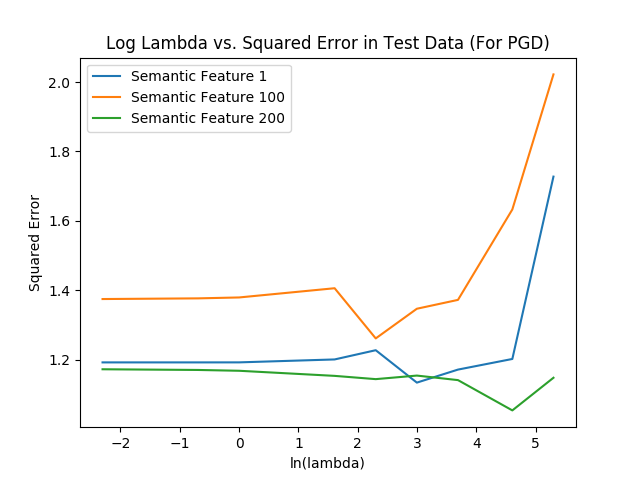 Log Lambda vs. Squared Error in Test Data (For PGD)
Semantic Feature 1
Semantic Feature 100
Semantic Feature 200
Squared Error
2.0
1.8
1.6
1.4
1.2
−2 −1 0 1 2 3 4 5
ln(lambda)